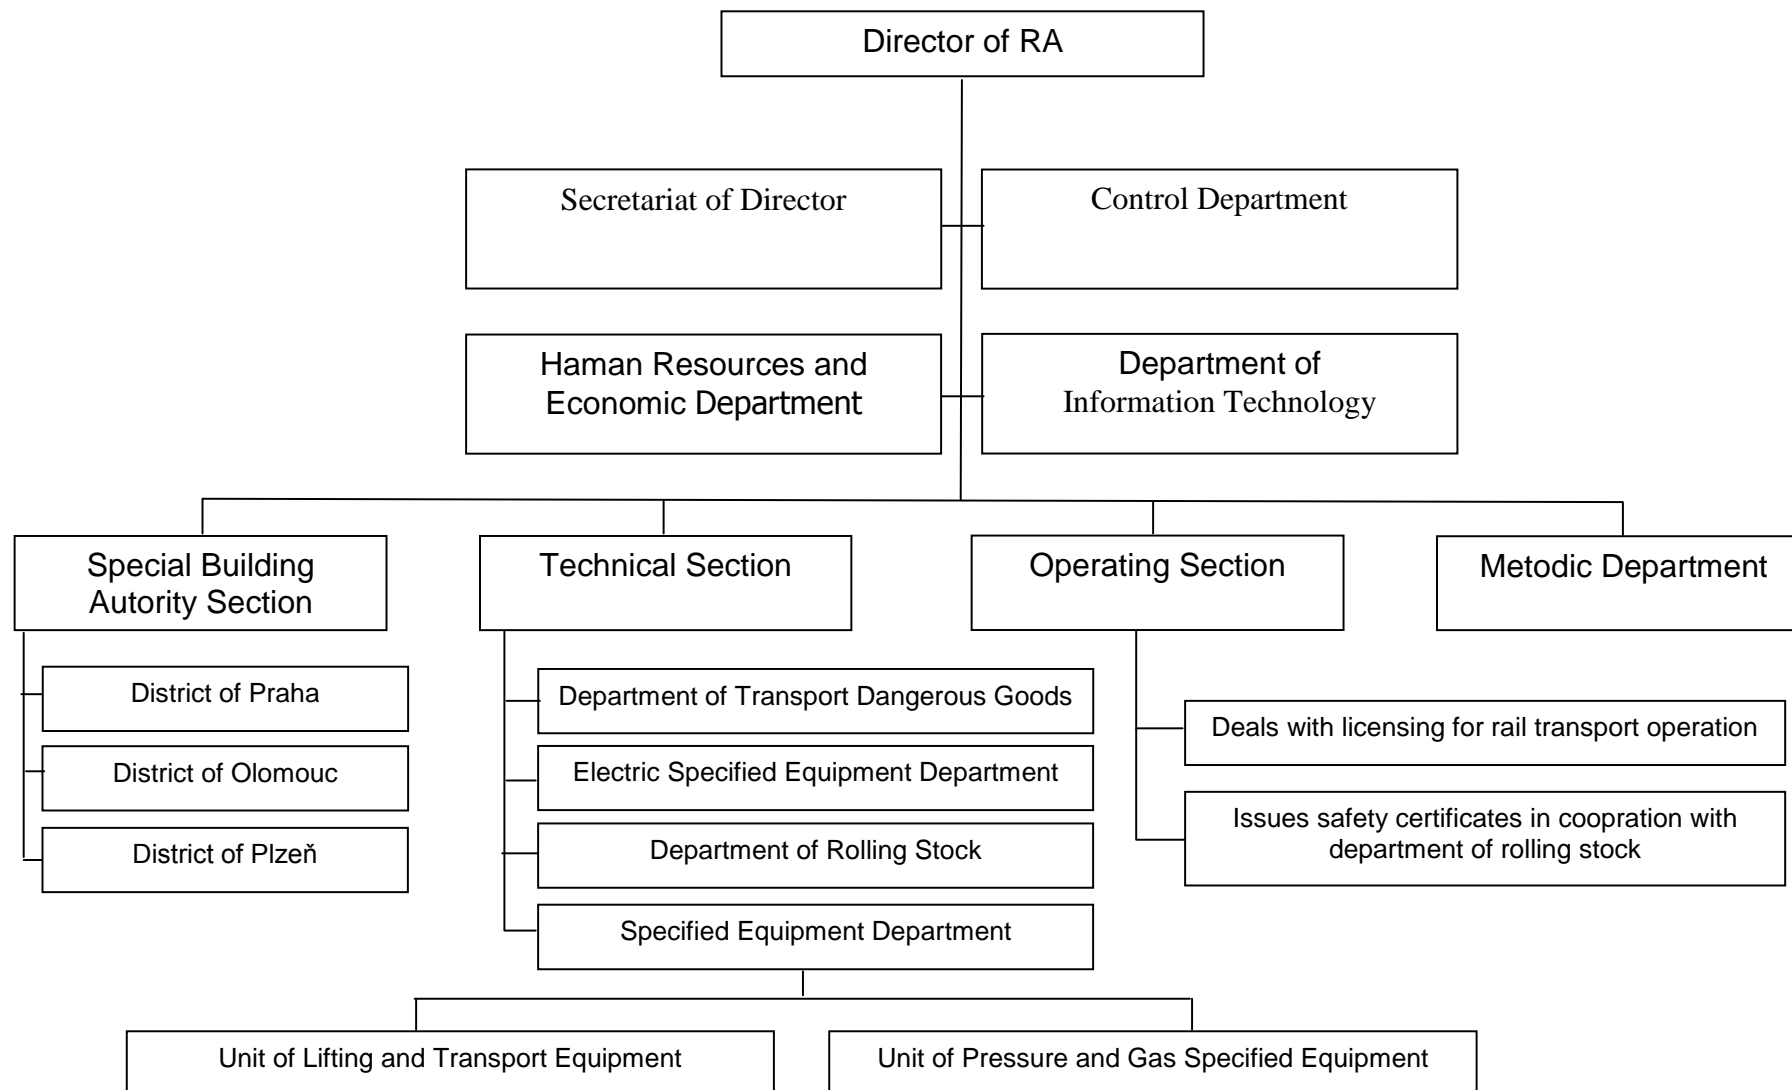 Director of RA
Secretariat of Director
Control Department
Haman Resources and
Economic Department
Department of
Information Technology
Special Building
Autority Section
Technical Section
Operating Section
Metodic Department
District of Praha
District of Olomouc
District of Plzeň
Department of Transport Dangerous Goods
Electric Specified Equipment Department
Department of Rolling Stock
Specified Equipment Department
Deals with licensing for rail transport operation
Issues safety certificates in coopration with
department of rolling stock
Unit of Lifting and Transport Equipment
Unit of Pressure and Gas Specified Equipment